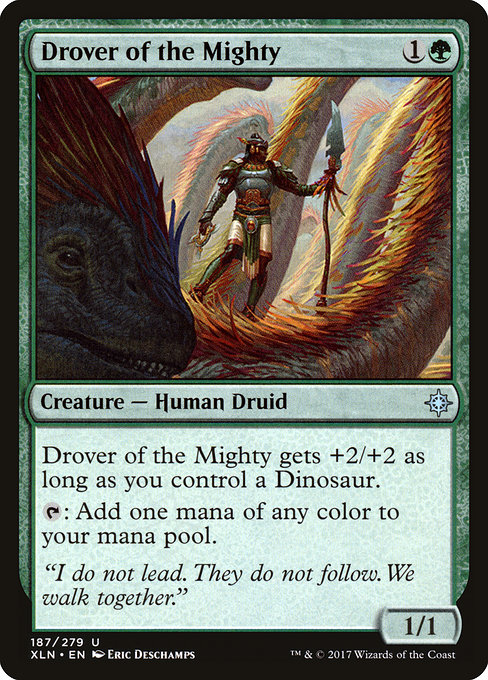 Drover of the Mighty 1
Creature — Human Druid
Drover of the Mighty gets +2/+2 as
long as you control a Dinosaur.
: Add one mana of any color to
your mana pool.
“I do not lead. They do not follow. We
walk together.”
1/1
187/279 U
XLN • EN Eric Deschamps ™ & © 2017 Wizards of the Coast